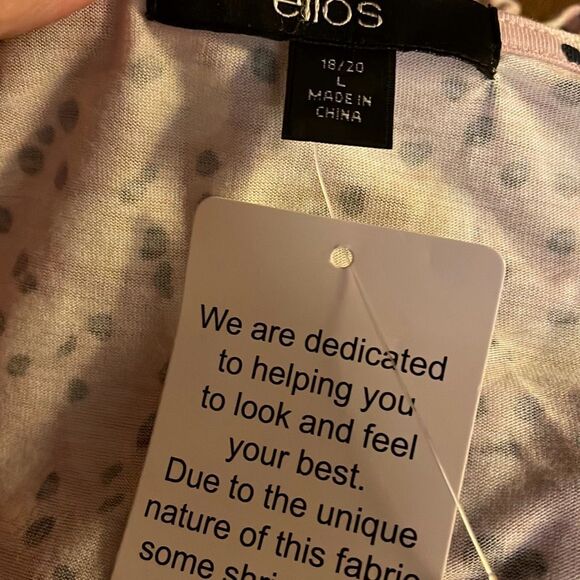 ellos
18/20
L
MADE IN
CHINA
We are dedicated
to helping you
to look and feel
your best.
Due to the unique
nature of this fabric
some